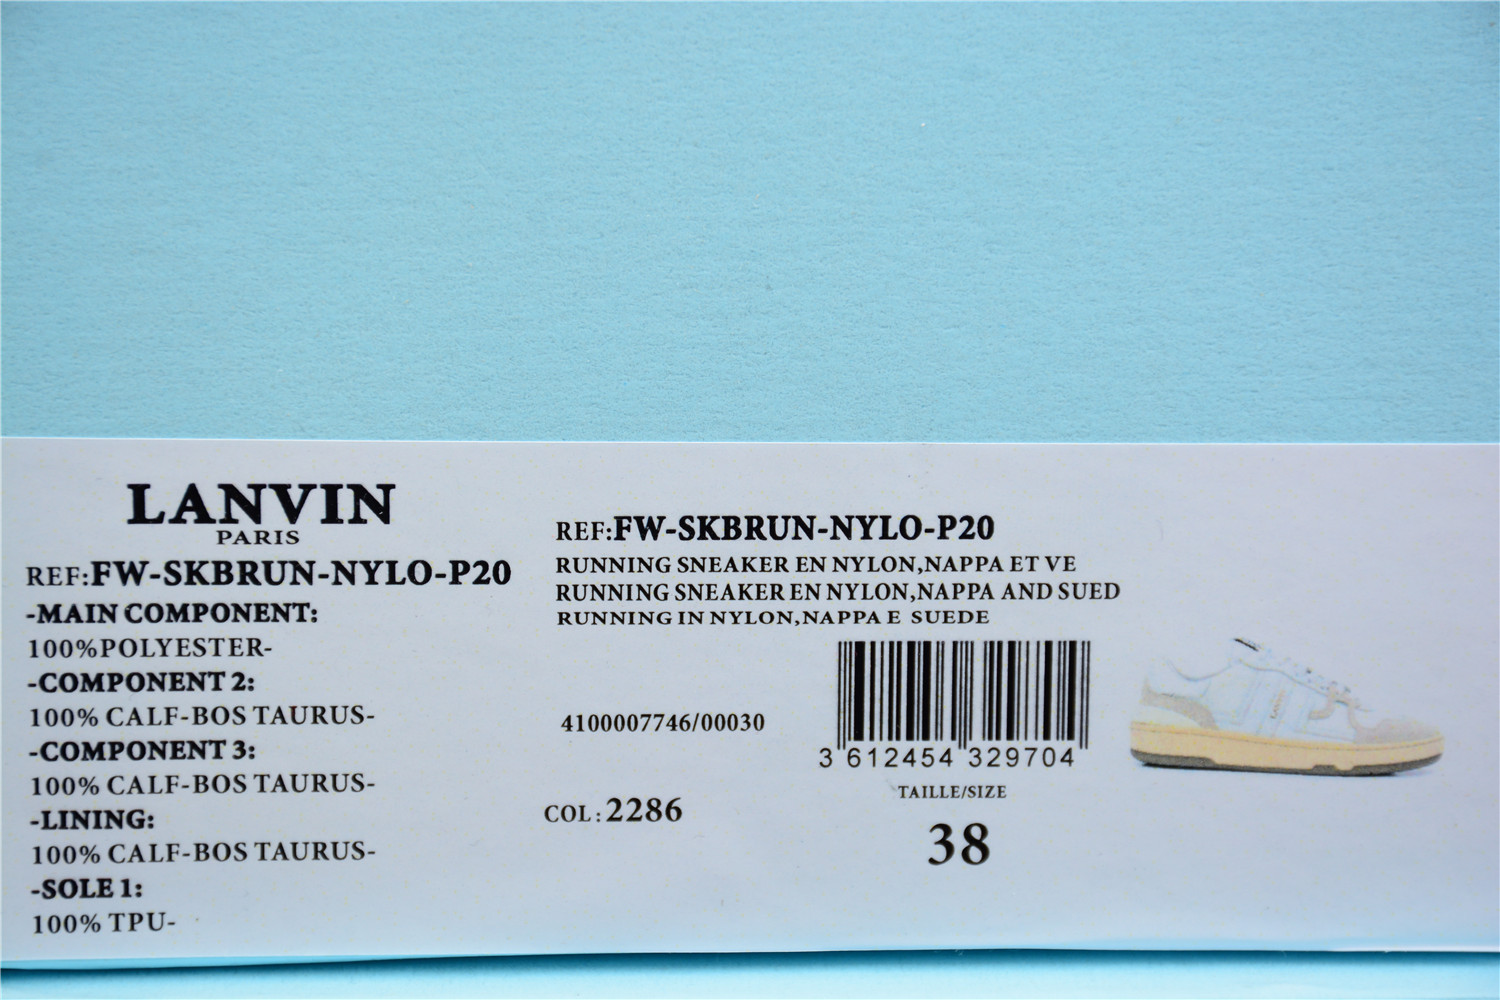 LANVIN
PARIS
REF:FW-SKBRUN-NYLO-P20
-MAIN COMPONENT:
100%POLYESTER-
-COMPONENT 2:
100% CALF-BOS TAURUS-
-COMPONENT 3:
100% CALF-BOS TAURUS-
-LINING:
100% CALF-BOS TAURUS-
-SOLE 1:
100% TPU-
REF:FW-SKBRUN-NYLO-P20
RUNNING SNEAKER EN NYLON,NAPPA ET VE
RUNNING SNEAKER EN NYLON,NAPPA AND SUED
RUNNING IN NYLON,NAPPA E SUEDE
4100007746/00030
COL:2286
3 612454 329704
TAILLE/SIZE
38
LANVIN